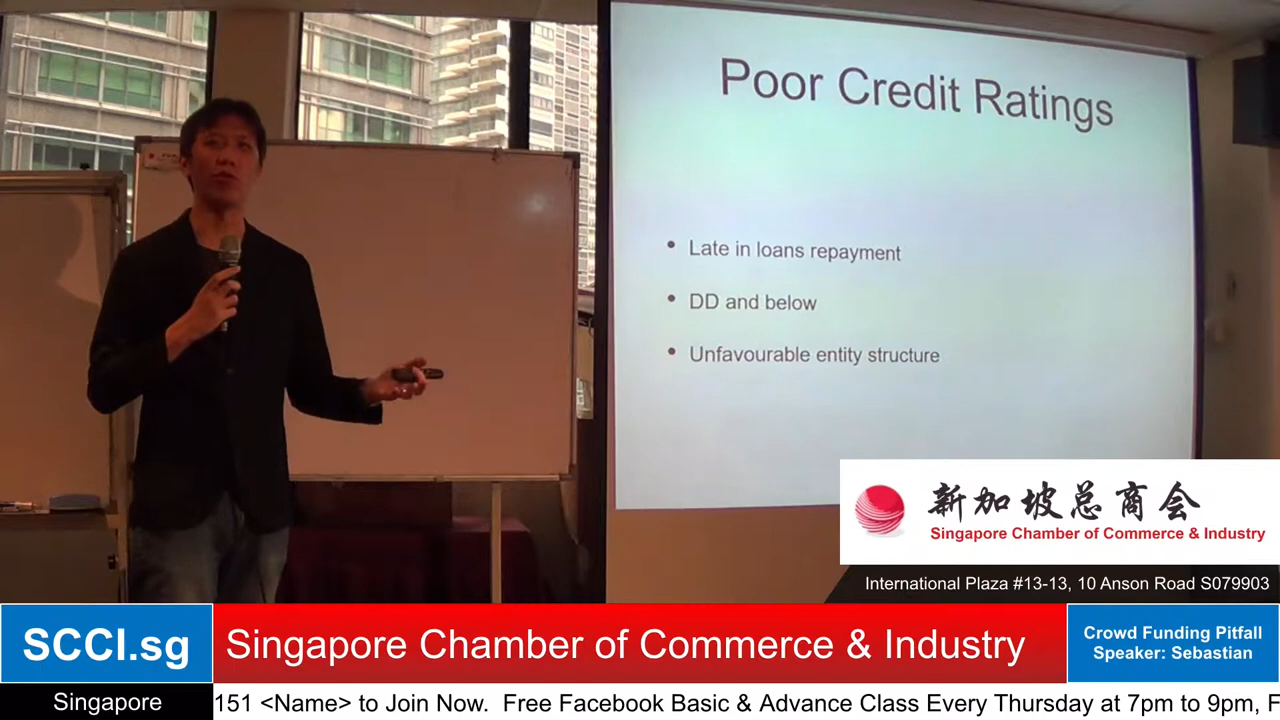 Poor Credit Ratings
• Late in loans repayment
• DD and below
• Unfavourable entity structure
新加坡总商会
Singapore Chamber of Commerce & Industry
International Plaza #13-13, 10 Anson Road S079903
SCCI.sg
Singapore Chamber of Commerce & Industry
Crowd Funding Pitfall
Speaker: Sebastian
Singapore
151 <Name> to Join Now. Free Facebook Basic & Advance Class Every Thursday at 7pm to 9pm, F